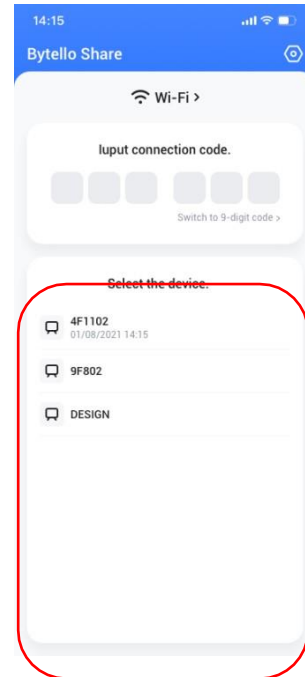 14:15
Bytello Share
Wi-Fi >
Iuput connection code.
Switch to 9-digit code >
Select the device.
4F1102
01/08/2021 14:15
9F802
DESIGN